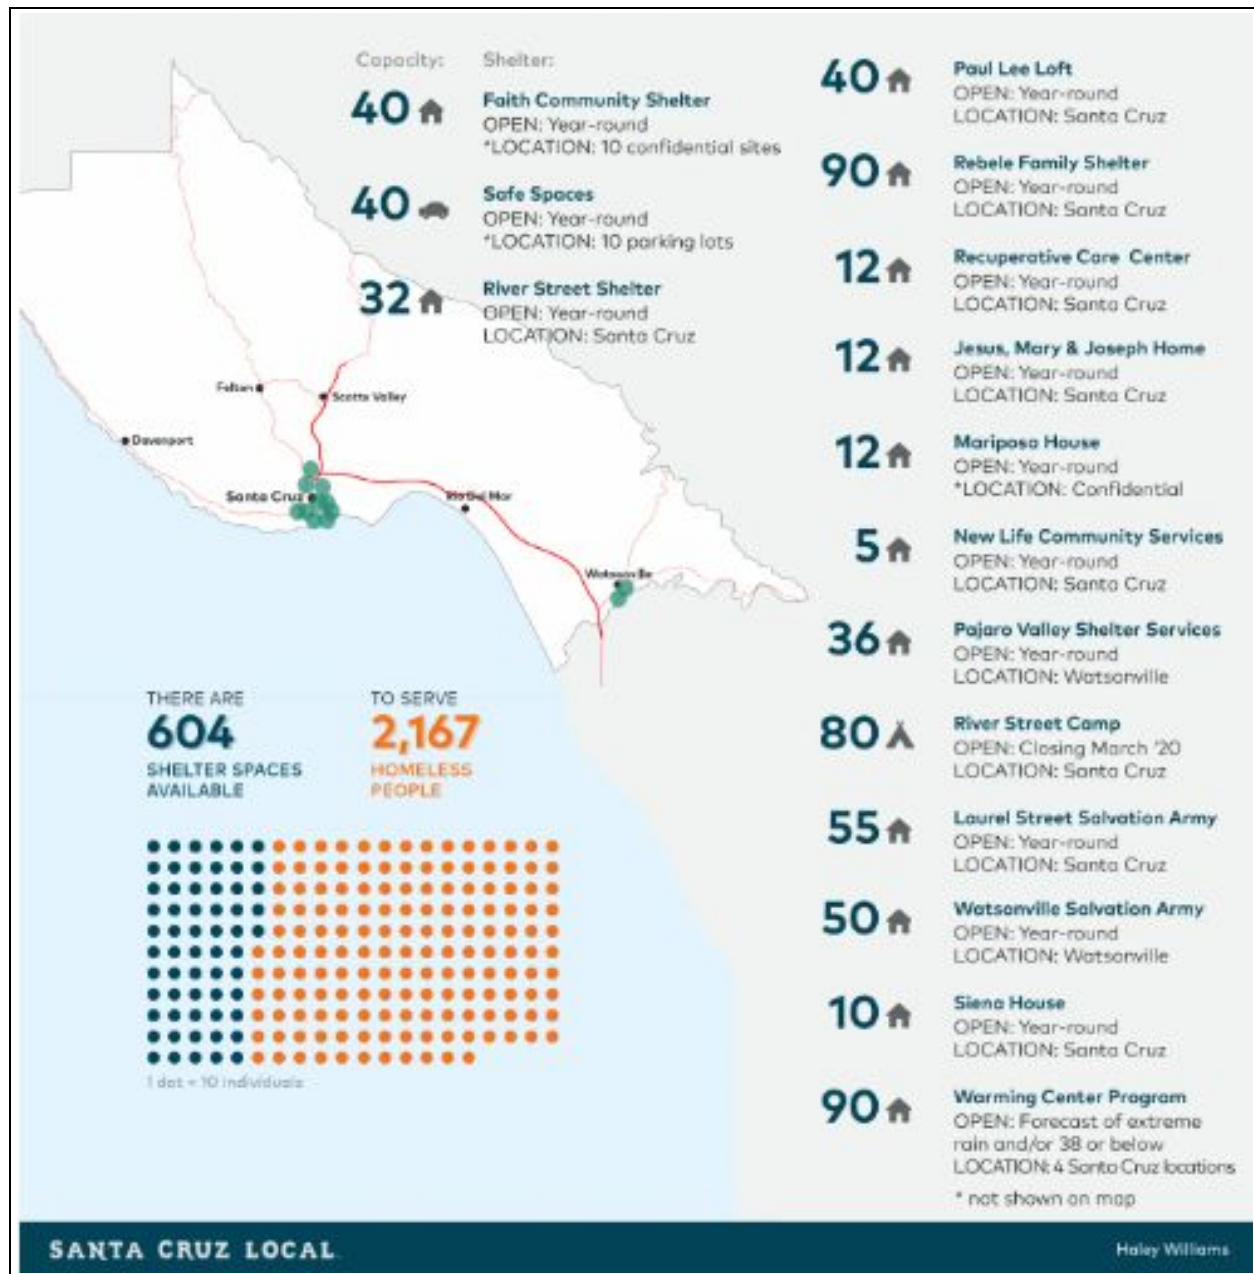 Capacity:
Shelter:
40
Faith Community Shelter
OPEN: Year-round
*LOCATION: 10 confidential sites
40
Safe Spaces
OPEN: Year-round
*LOCATION: 10 parking lots
32
River Street Shelter
OPEN: Year-round
LOCATION: Santa Cruz
Felton
Scotts Valley
Davenport
Santa Cruz
Rio Del Mar
Watsonville
THERE ARE
604
SHELTER SPACES
AVAILABLE
TO SERVE
2,167
HOMELESS
PEOPLE
1 dot = 10 individuals
40
Paul Lee Loft
OPEN: Year-round
LOCATION: Santa Cruz
90
Rebele Family Shelter
OPEN: Year-round
LOCATION: Santa Cruz
12
Recuperative Care Center
OPEN: Year-round
LOCATION: Santa Cruz
12
Jesus, Mary & Joseph Home
OPEN: Year-round
LOCATION: Santa Cruz
12
Mariposa House
OPEN: Year-round
*LOCATION: Confidential
5
New Life Community Services
OPEN: Year-round
LOCATION: Santa Cruz
36
Pajaro Valley Shelter Services
OPEN: Year-round
LOCATION: Watsonville
80
River Street Camp
OPEN: Closing March '20
LOCATION: Santa Cruz
55
Laurel Street Salvation Army
OPEN: Year-round
LOCATION: Santa Cruz
50
Watsonville Salvation Army
OPEN: Year-round
LOCATION: Watsonville
10
Siena House
OPEN: Year-round
LOCATION: Santa Cruz
90
Warming Center Program
OPEN: Forecast of extreme
rain and/or 38 or below
LOCATION: 4 Santa Cruz locations
* not shown on map
SANTA CRUZ LOCAL
Haley Williams